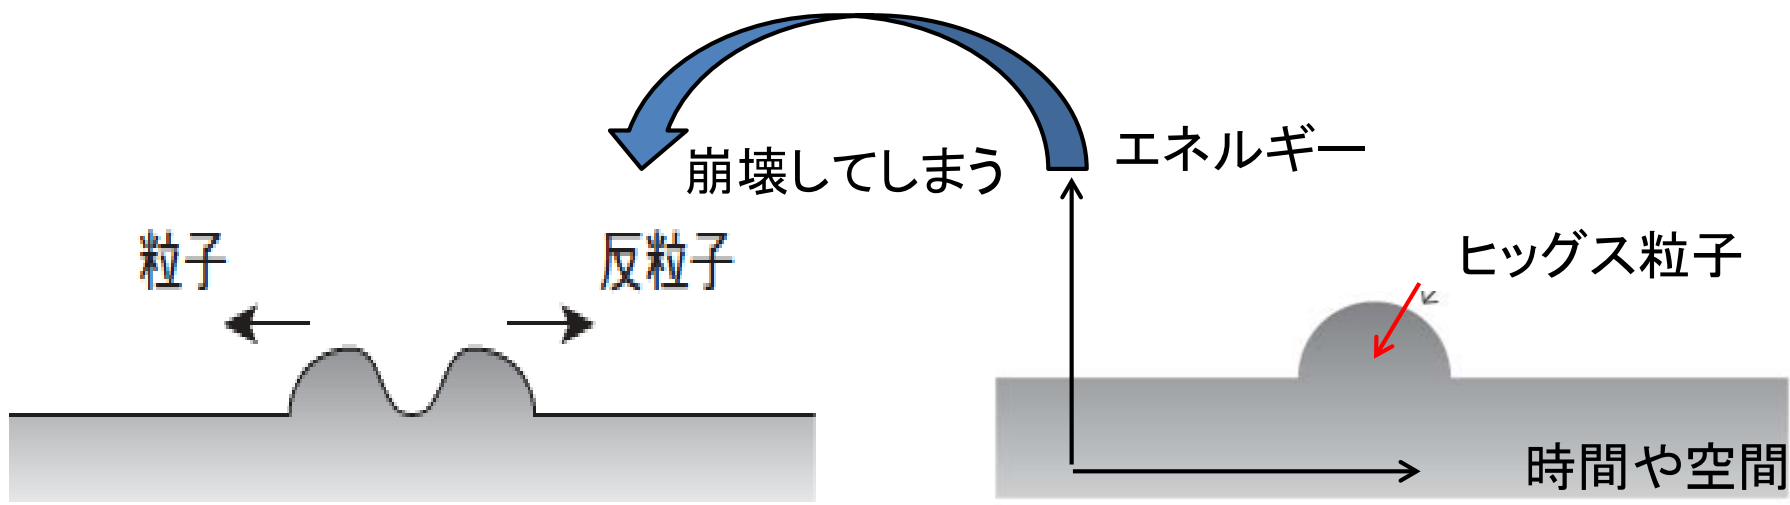 エネルギー
崩壊してしまう
粒子
反粒子
ヒッグス粒子
時間や空間